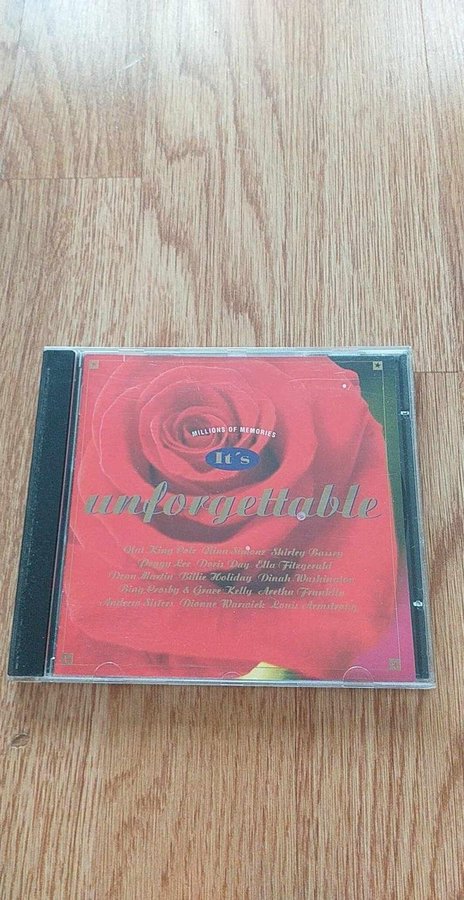 MILLIONS OF MEMORIES
It's
unforgettable
Nat King Cole Nina Simone Shirley Bassey
Peggy Lee Doris Day Ella Fitzgerald
Dean Martin Billie Holiday Dinah Washington
Bing Crosby & Grace Kelly Aretha Franklin
Andrew Sisters Dionne Warwick Louis Armstrong